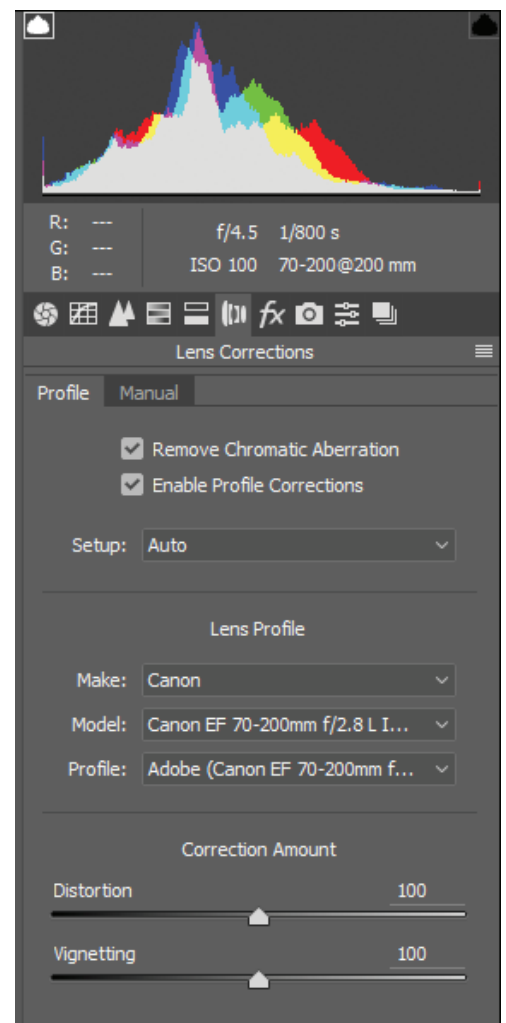 R: ---
G: ---
B: ---
f/4.5 1/800 s
ISO 100 70-200@200 mm
fx
Lens Corrections
Profile Manual
Remove Chromatic Aberration
Enable Profile Corrections
Setup: Auto
Lens Profile
Make: Canon
Model: Canon EF 70-200mm f/2.8 L I...
Profile: Adobe (Canon EF 70-200mm f...
Correction Amount
Distortion 100
Vignetting 100